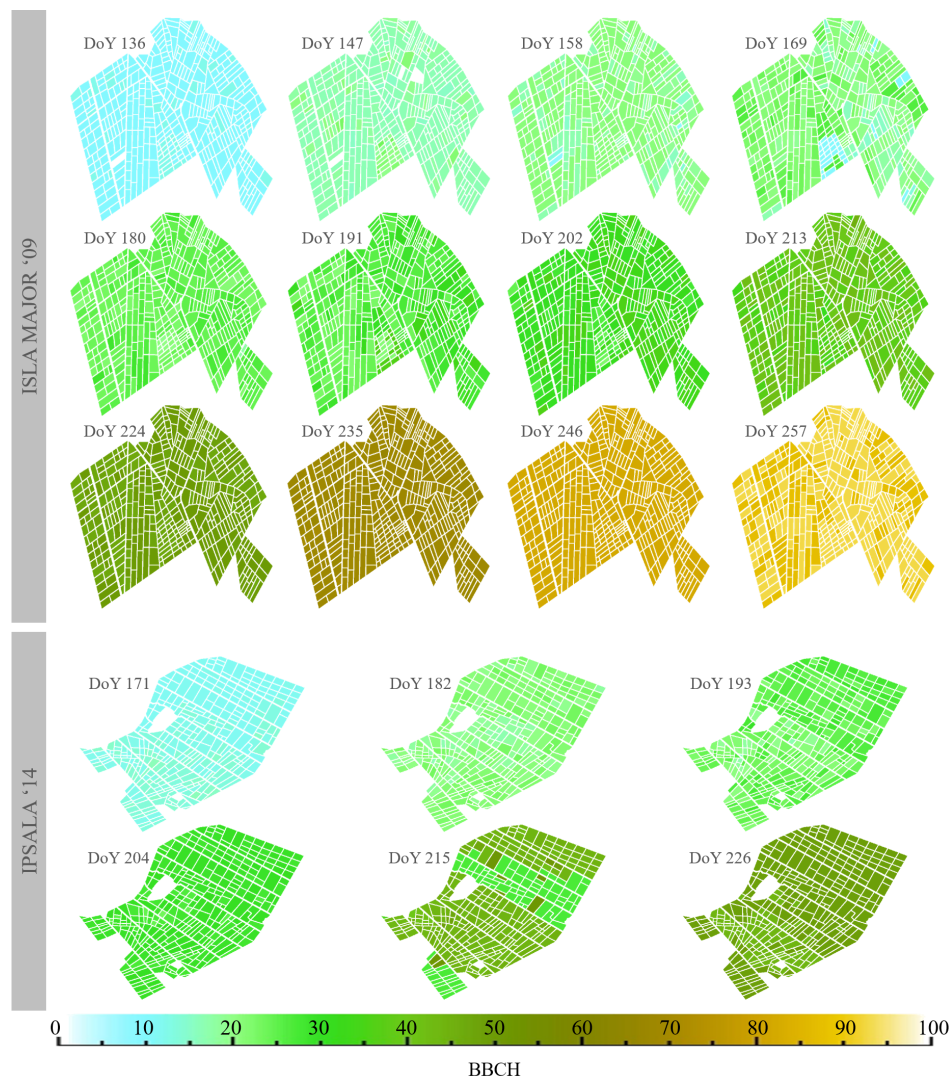 ISLA MAJOR ‘09
DoY 136
DoY 147
DoY 158
DoY 169
DoY 180
DoY 191
DoY 202
DoY 213
DoY 224
DoY 235
DoY 246
DoY 257
IPSALA ‘14
DoY 171
DoY 182
DoY 193
DoY 204
DoY 215
DoY 226
0 10 20 30 40 50 60 70 80 90 100
BBCH